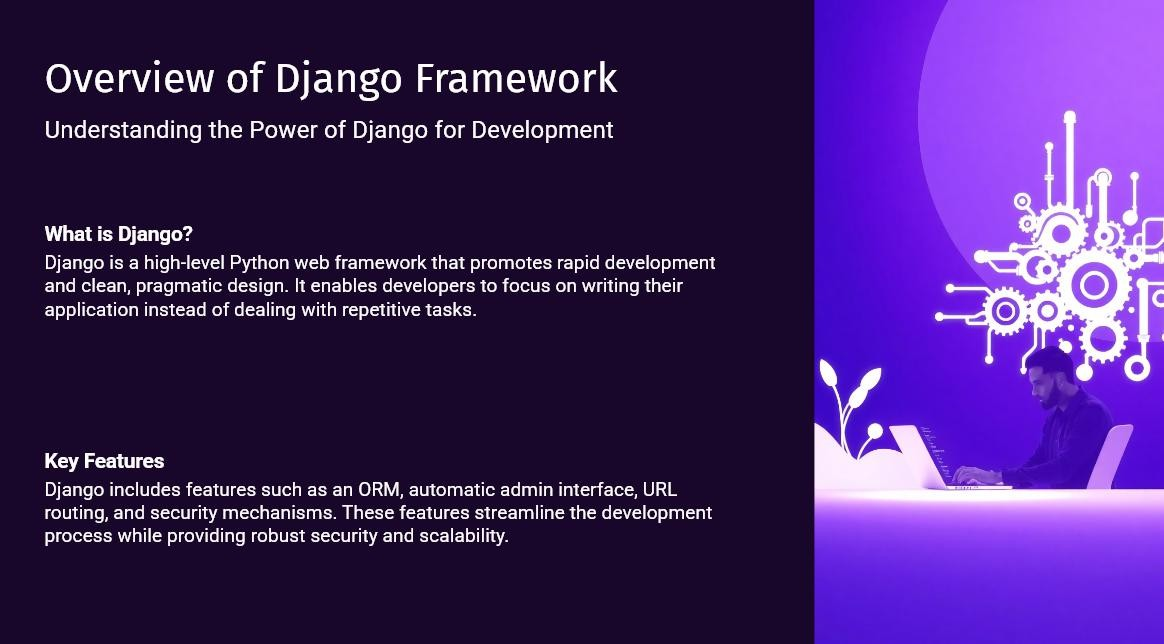 Overview of Django Framework
Understanding the Power of Django for Development
What is Django?
Django is a high-level Python web framework that promotes rapid development
and clean, pragmatic design. It enables developers to focus on writing their
application instead of dealing with repetitive tasks.
Key Features
Django includes features such as an ORM, automatic admin interface, URL
routing, and security mechanisms. These features streamline the development
process while providing robust security and scalability.